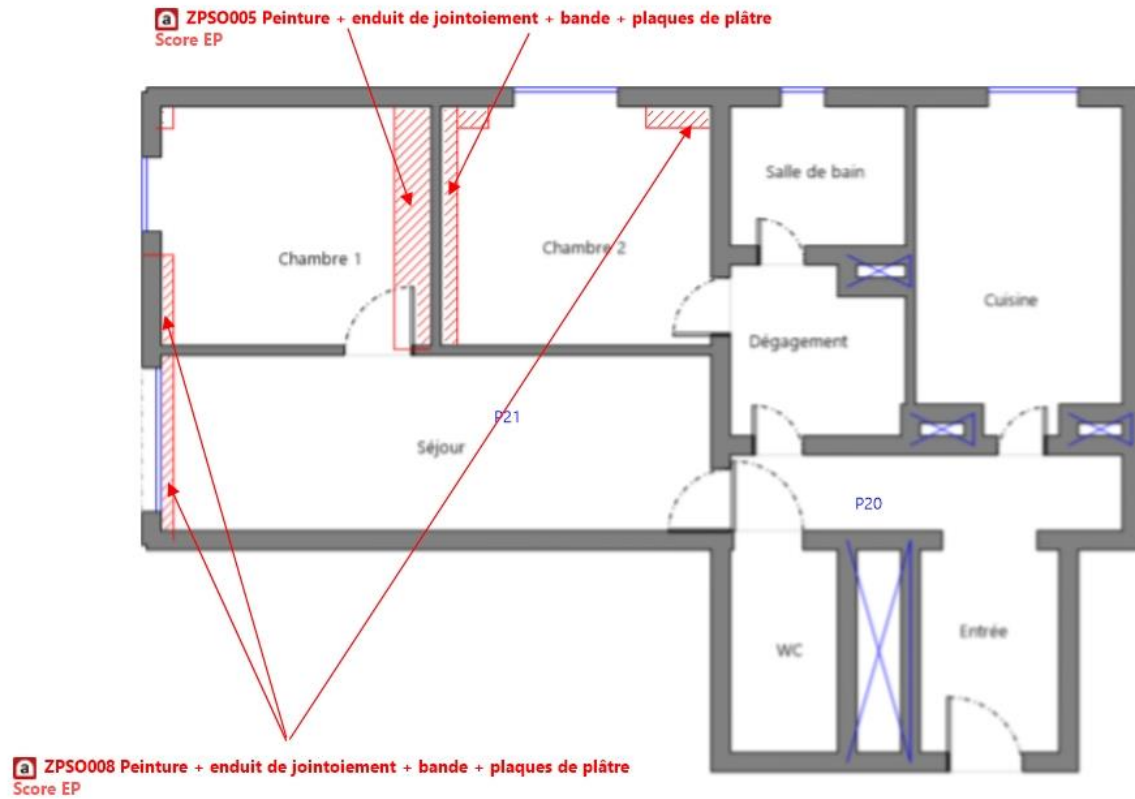 a ZPSO005 Peinture + enduit de jointoiement + bande + plaques de plâtre
Score EP
Salle de bain
Chambre 2
Chambre 1
Cuisine
Dégagement
P21
Séjour
P20
Entrée
WC
a ZPSO008 Peinture + enduit de jointoiement + bande + plaques de plâtre
Score EP